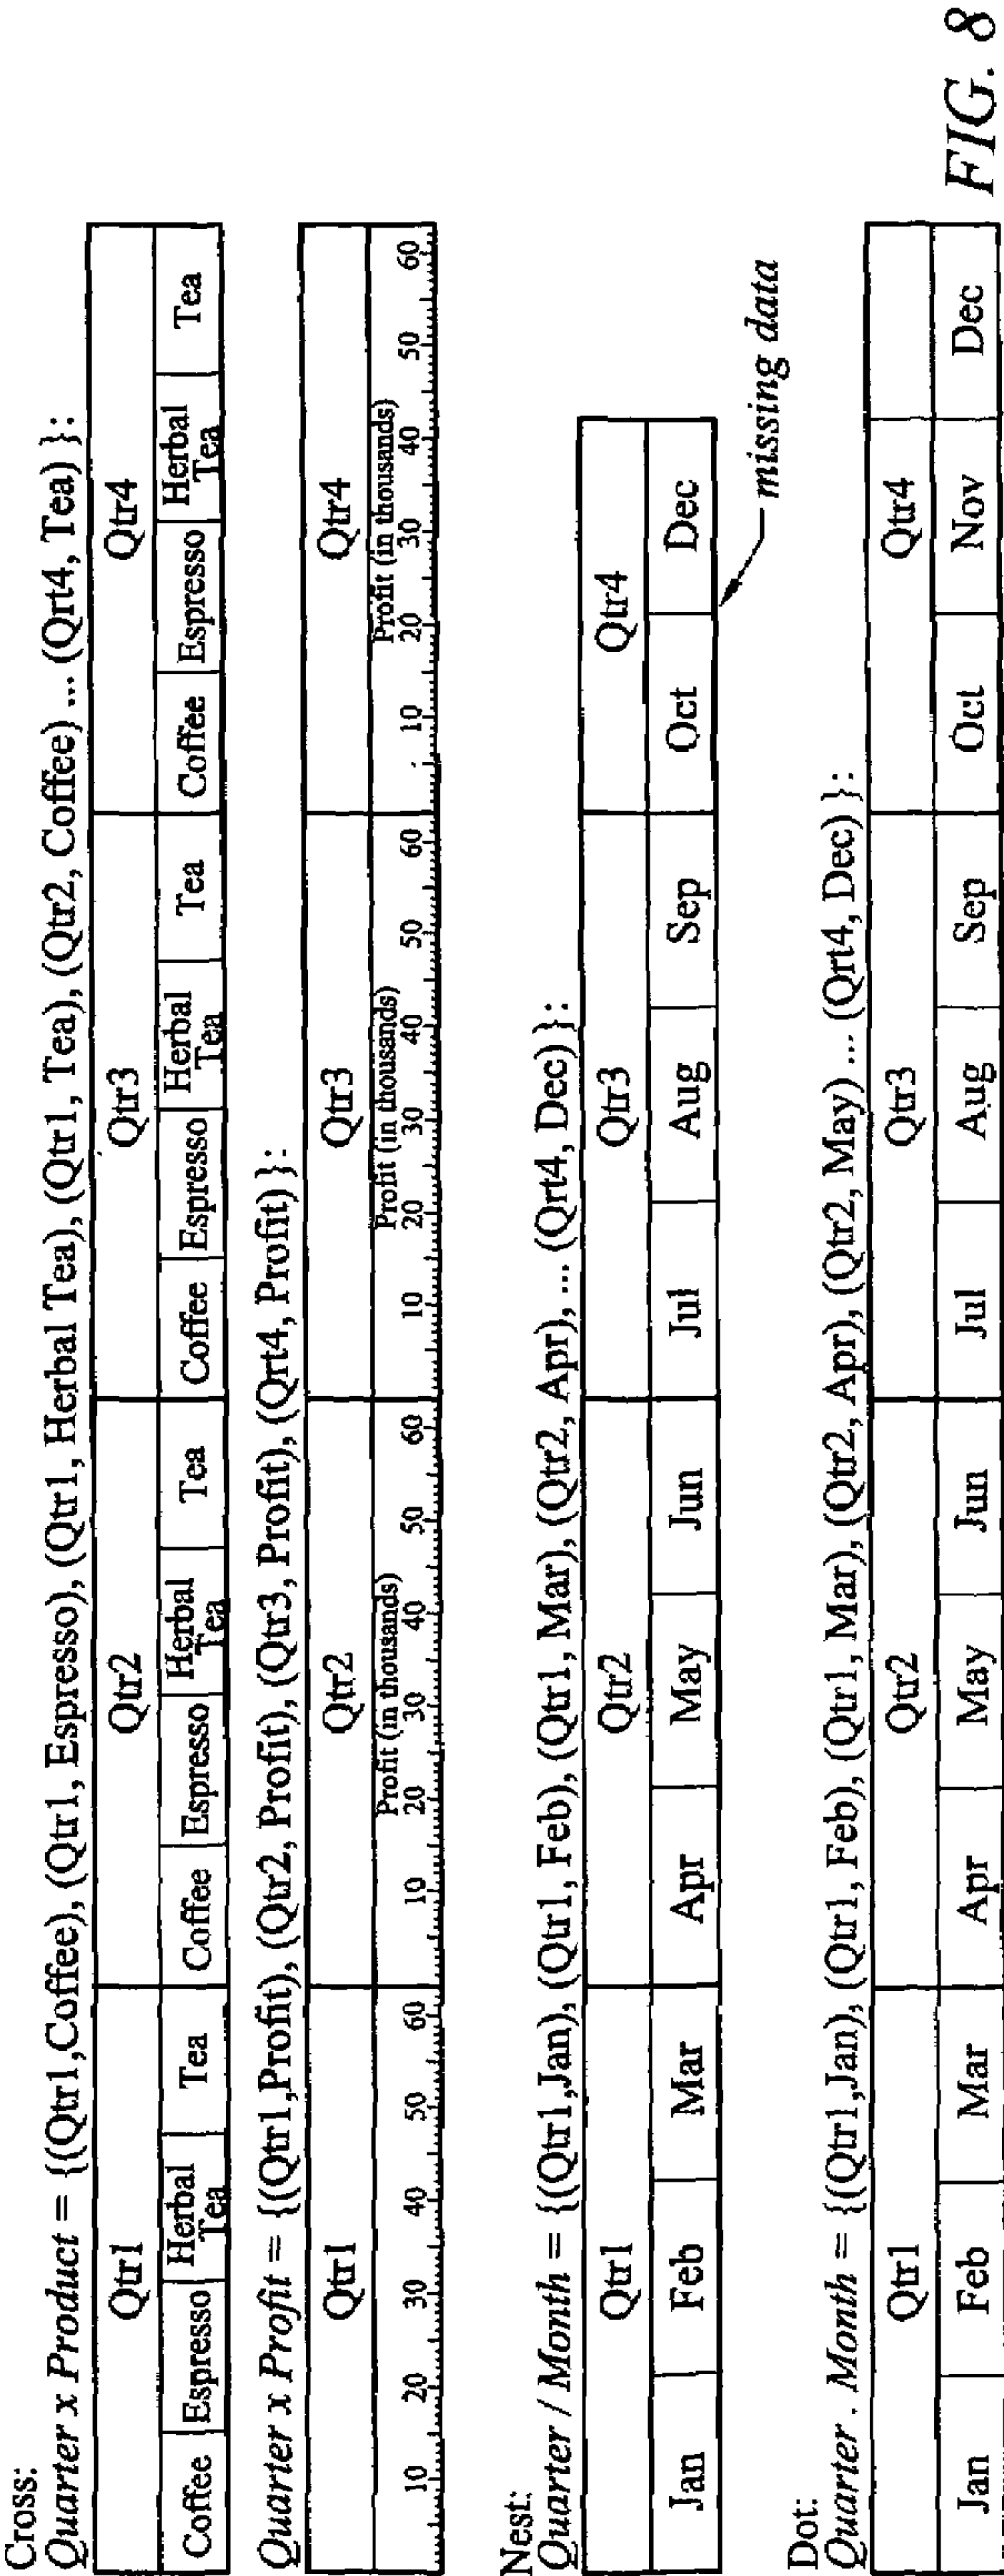 Cross:
Quarter x Product = {(Qtr1,Coffee), (Qtr1, Espresso), (Qtr1, Herbal Tea), (Qtr1, Tea), (Qtr2, Coffee) ... (Qrt4, Tea) }:
Qtr1 Qtr2 Qtr3 Qtr4
Coffee Espresso Herbal Tea Tea Coffee Espresso Herbal Tea Tea Coffee Espresso Herbal Tea Tea Coffee Espresso Herbal Tea Tea
Quarter x Profit = {(Qtr1,Profit), (Qtr2, Profit), (Qtr3, Profit), (Qrt4, Profit) }:
Qtr1 Qtr2 Qtr3 Qtr4
Profit (in thousands) Profit (in thousands) Profit (in thousands)
10 20 30 40 50 60 10 20 30 40 50 60 10 20 30 40 50 60 10 20 30 40 50 60
Nest:
Quarter / Month = {(Qtr1,Jan), (Qtr1, Feb), (Qtr1, Mar), (Qtr2, Apr), ... (Qrt4, Dec) }:
Qtr1 Qtr2 Qtr3 Qtr4
Jan Feb Mar Apr May Jun Jul Aug Sep Oct Dec
missing data
Dot:
Quarter . Month = {(Qtr1,Jan), (Qtr1, Feb), (Qtr1, Mar), (Qtr2, Apr), (Qtr2, May) ... (Qrt4, Dec) }:
Qtr1 Qtr2 Qtr3 Qtr4
Jan Feb Mar Apr May Jun Jul Aug Sep Oct Nov Dec
FIG. 8